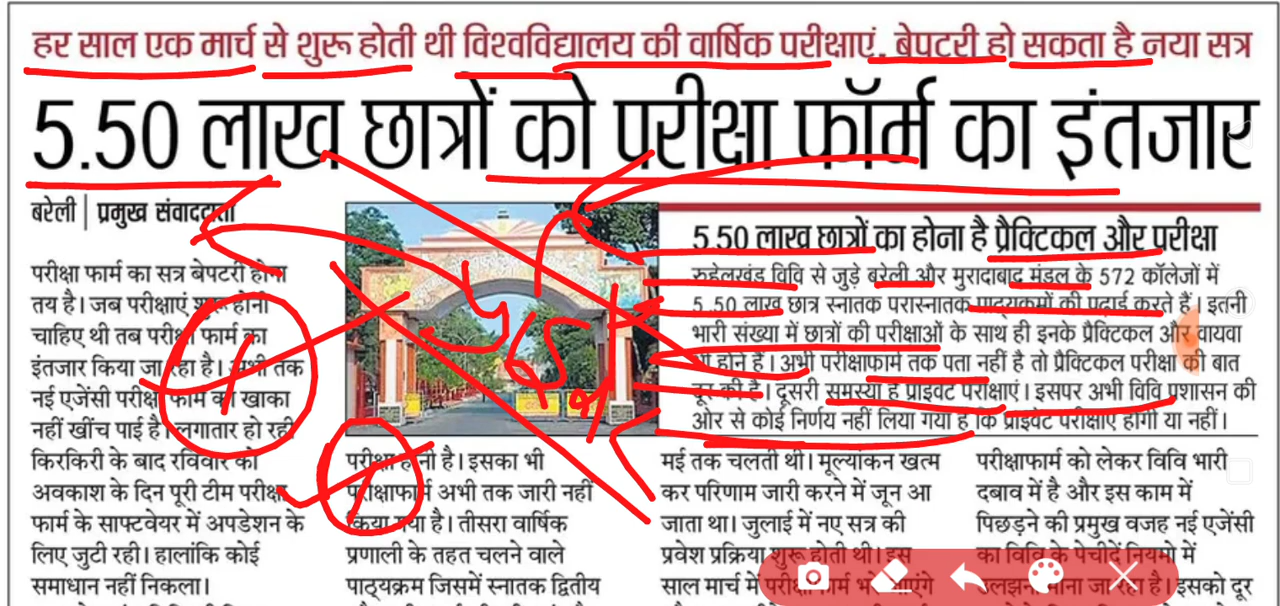 हर साल एक मार्च से शुरू होती थी विश्वविद्यालय की वार्षिक परीक्षाएं, बेपटरी हो सकता है नया सत्र
5.50 लाख छात्रों को परीक्षा फॉर्म का इंतजार
बरेली | प्रमुख संवाददाता
परीक्षा फार्म का सत्र बेपटरी होना
तय है। जब परीक्षाएं शुरू होनी
चाहिए थी तब परीक्षा फार्म का
इंतजार किया जा रहा है। अभी तक
नई एजेंसी परीक्षा फॉर्म का खाका
नहीं खींच पाई है। लगातार हो रही
किरकिरी के बाद रविवार को
अवकाश के दिन पूरी टीम परीक्षा
फार्म के साफ्टवेयर में अपडेशन के
लिए जुटी रही। हालांकि कोई
समाधान नहीं निकला।
5.50 लाख छात्रों का होना है प्रैक्टिकल और परीक्षा
रुहेलखंड विवि से जुड़े बरेली और मुरादाबाद मंडल के 572 कॉलेजों में
5.50 लाख छात्र स्नातक परास्नातक पाठ्यक्रमों की पढ़ाई करते हैं। इतनी
भारी संख्या में छात्रों की परीक्षाओं के साथ ही इनके प्रैक्टिकल और वायवा
भी होने हैं। अभी परीक्षाफार्म तक पता नहीं है तो प्रैक्टिकल परीक्षा की बात
दूर की है। दूसरी समस्या है प्राइवेट परीक्षाएं। इसपर अभी विवि प्रशासन की
ओर से कोई निर्णय नहीं लिया गया है कि प्राइवेट परीक्षाएं होंगी या नहीं।
परीक्षा होनी है। इसका भी
परीक्षाफार्म अभी तक जारी नहीं
किया गया है। तीसरा वार्षिक
प्रणाली के तहत चलने वाले
पाठ्यक्रम जिसमें स्नातक द्वितीय
मई तक चलती थी। मूल्यांकन खत्म
कर परिणाम जारी करने में जून आ
जाता था। जुलाई में नए सत्र की
प्रवेश प्रक्रिया शुरू होती थी। इस
साल मार्च में परीक्षा फार्म भरे जाएंगे
परीक्षाफार्म को लेकर विवि भारी
दबाव में है और इस काम में
पिछड़ने की प्रमुख वजह नई एजेंसी
का विवि के पेचीदें नियमों में
उलझना माना जा रहा है। इसको दूर